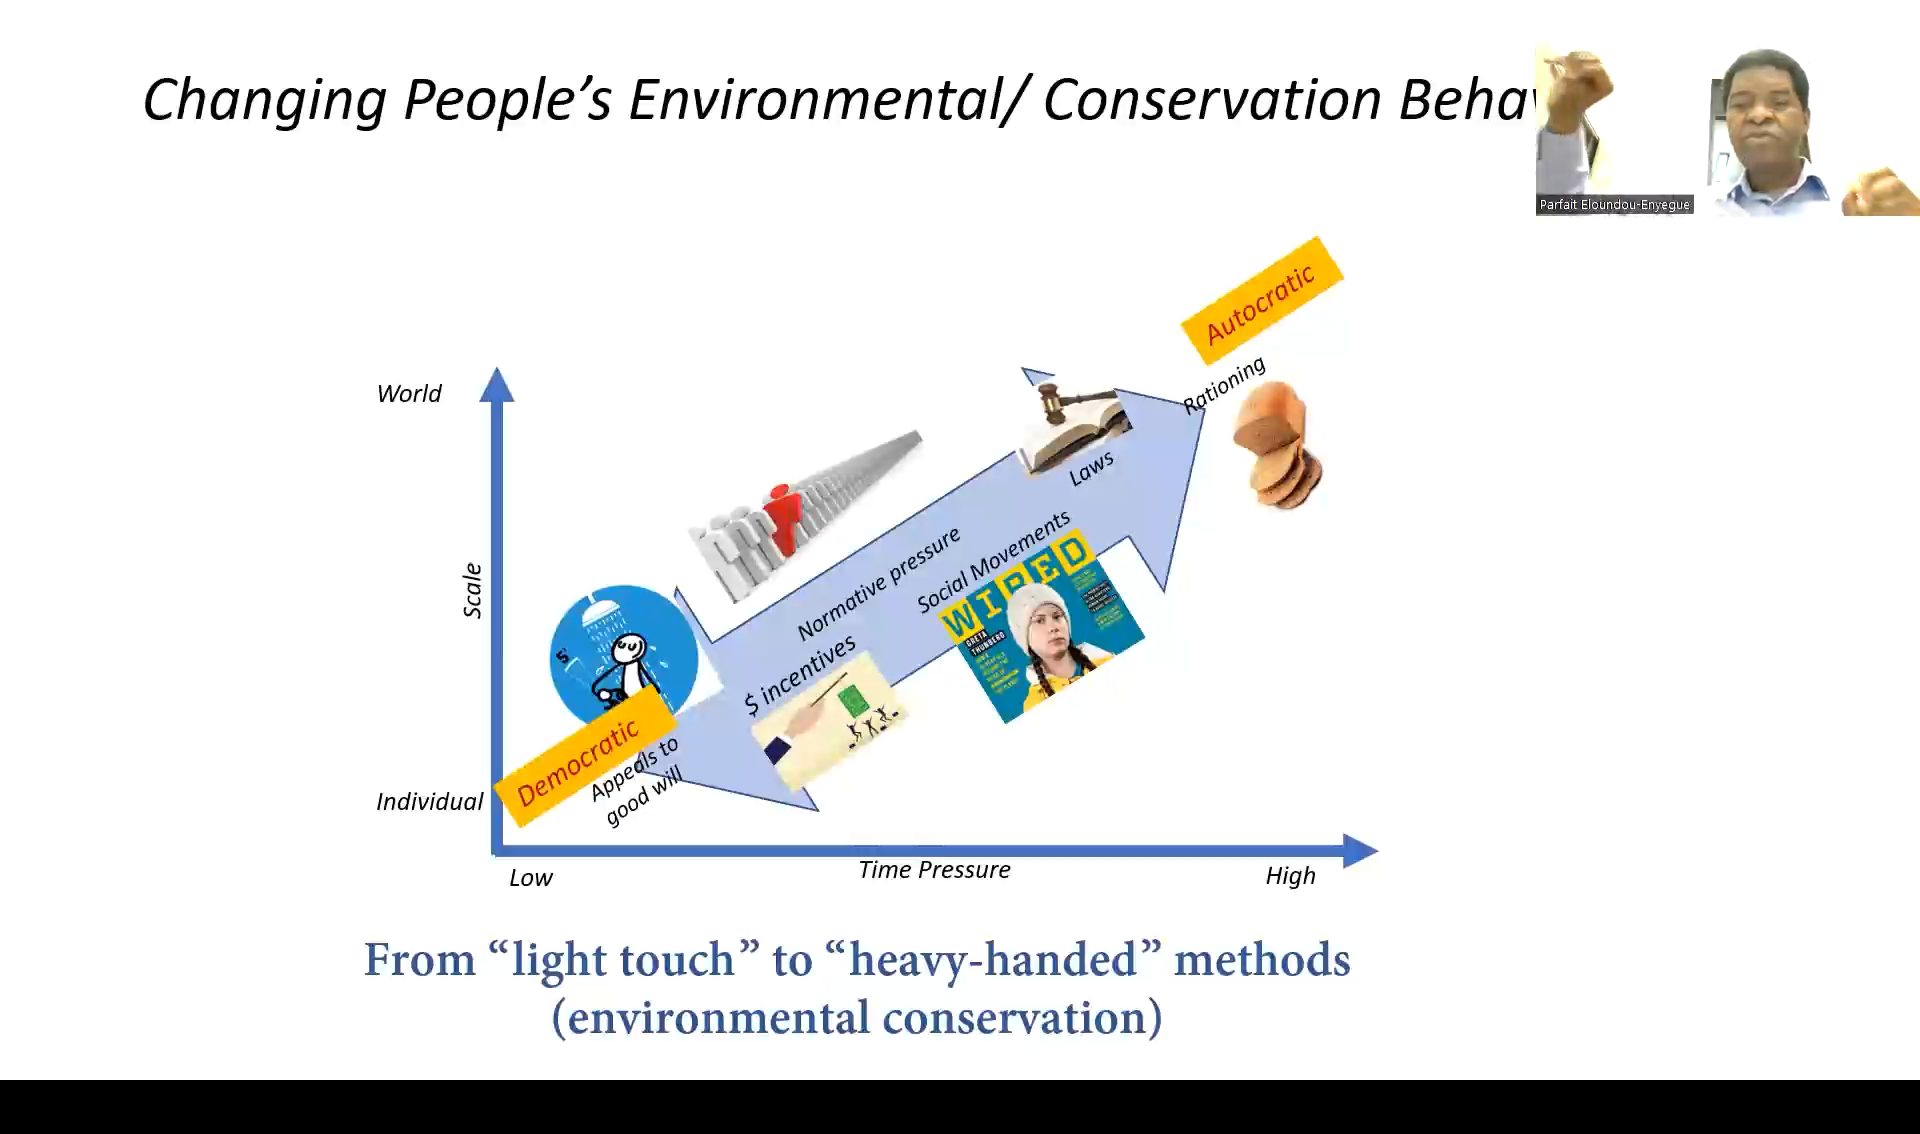 Changing People’s Environmental/ Conservation Behav
Parfait Eloundou-Enyegue
Autocratic
Rationing
World
Laws
Scale
Normative pressure
Social Movements
WIRED
GRETA
THUNBERG
$ incentives
5'
Democratic
Appeals to
good will
Individual
Low
Time Pressure
High
From “light touch” to “heavy-handed” methods
(environmental conservation)